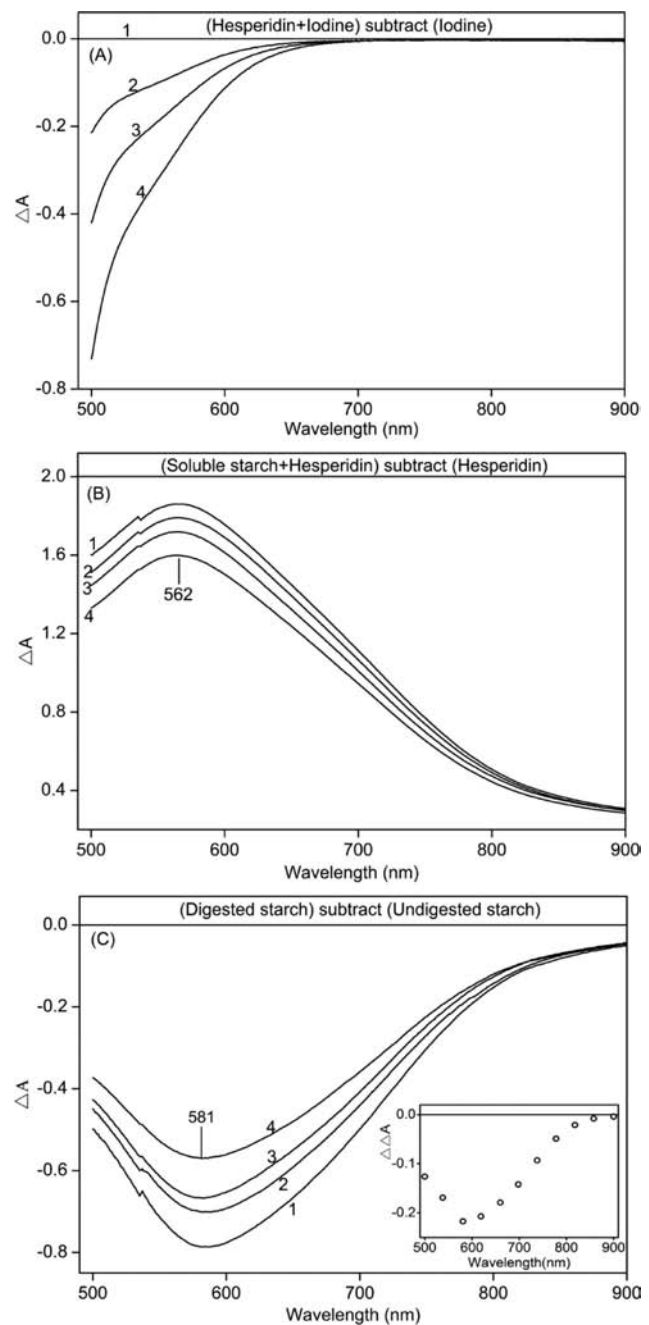 (Hesperidin+Iodine) subtract (Iodine)
1
(A)
0.0
2
-0.2
3
4
-0.4
△A
-0.6
-0.8
500 600 700 800 900
Wavelength (nm)
(Soluble starch+Hesperidin) subtract (Hesperidin)
2.0
(B)
1
1.6
2
3
562
4
1.2
△A
0.8
0.4
500 600 700 800 900
Wavelength (nm)
(Digested starch) subtract (Undigested starch)
0.0
(C)
-0.2
△A
-0.4
581
4
3
-0.6
2
1
-0.8
500 600 700 800 900
Wavelength (nm)
0.0
△△A
-0.1
-0.2
500 600 700 800 900
Wavelength(nm)